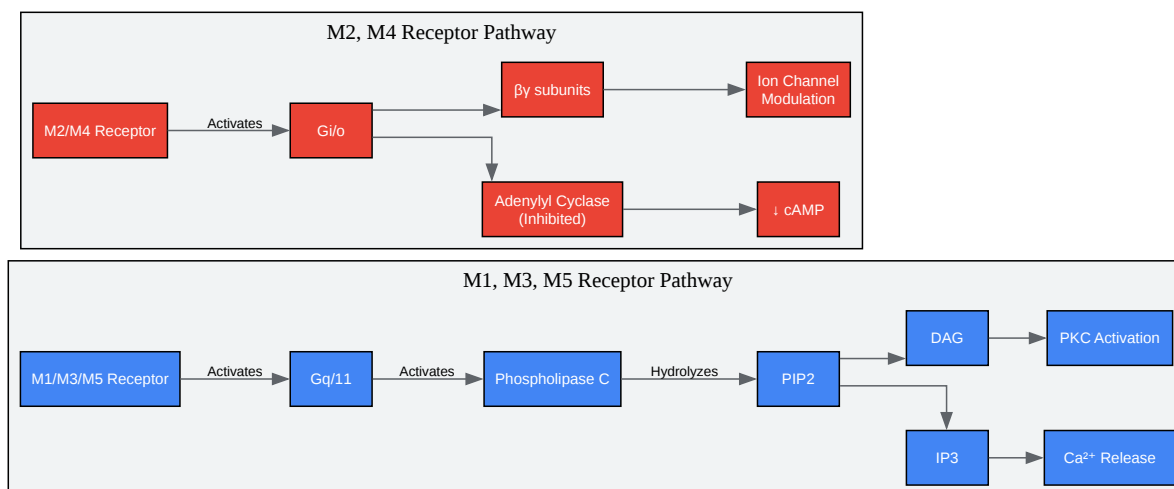 M2, M4 Receptor Pathway
βγ subunits
Ion Channel
Modulation
M2/M4 Receptor
Activates
Gi/o
Adenylyl Cyclase
(Inhibited)
↓ cAMP
M1, M3, M5 Receptor Pathway
DAG
PKC Activation
M1/M3/M5 Receptor
Activates
Gq/11
Activates
Phospholipase C
Hydrolyzes
PIP2
IP3
Ca²⁺ Release